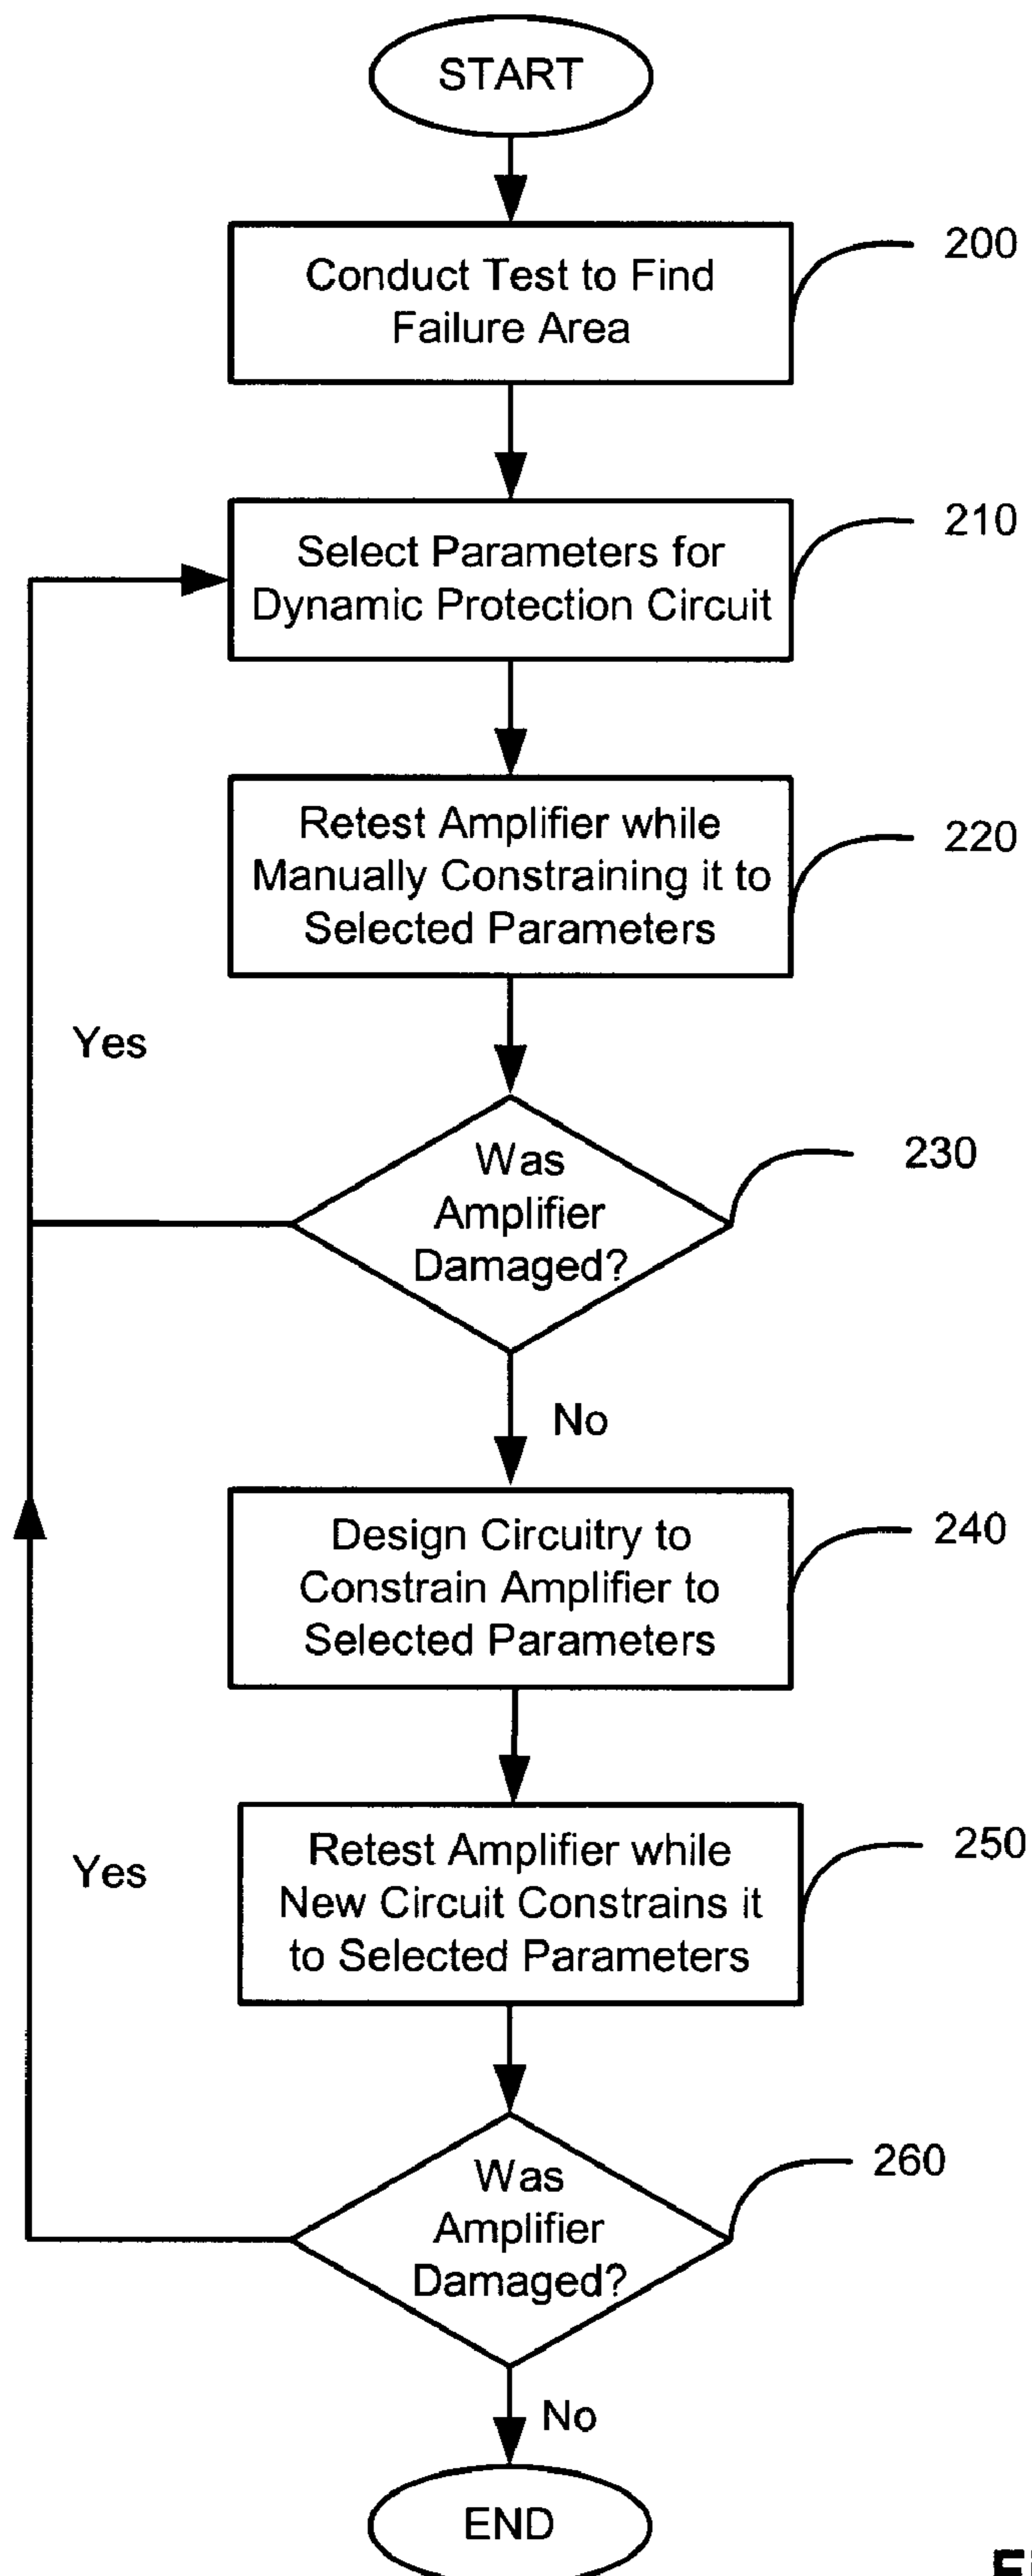 START
Conduct Test to Find
Failure Area
200
Select Parameters for
Dynamic Protection Circuit
210
Retest Amplifier while
Manually Constraining it to
Selected Parameters
220
Yes
Was
Amplifier
Damaged?
230
No
Design Circuitry to
Constrain Amplifier to
Selected Parameters
240
Retest Amplifier while
New Circuit Constrains it
to Selected Parameters
250
Yes
Was
Amplifier
Damaged?
260
No
END